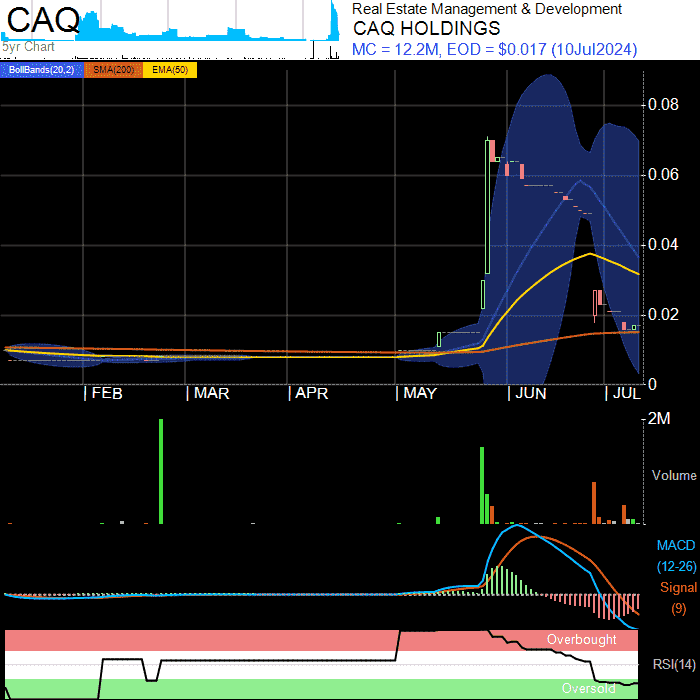 CAQ
5yr Chart
Real Estate Management & Development
CAQ HOLDINGS
MC = 12.2M, EOD = $0.017 (10Jul2024)
BollBands(20,2) SMA(200) EMA(50)
0.08
0.06
0.04
0.02
0
FEB MAR APR MAY JUN JUL
2M
Volume
MACD
(12-26)
Signal
(9)
Overbought
RSI(14)
Oversold